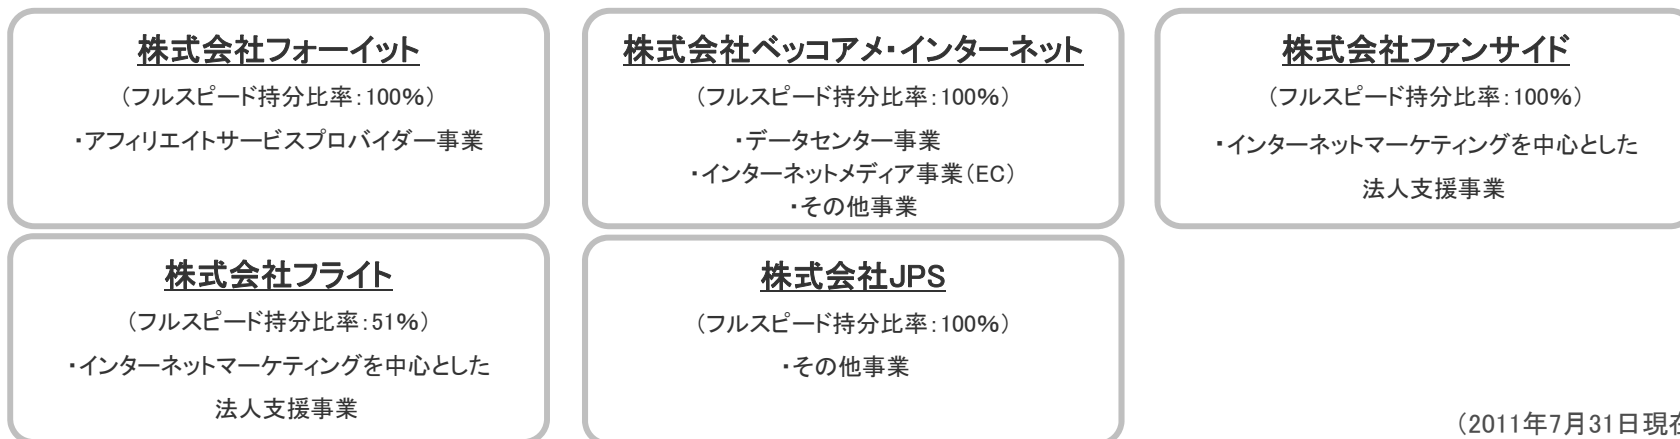 株式会社フォーイット
（フルスピード持分比率：100%）
・アフィリエイトサービスプロバイダー事業
株式会社ベッコアメ・インターネット
（フルスピード持分比率：100%）
・データセンター事業
・インターネットメディア事業（EC）
・その他事業
株式会社ファンサイド
（フルスピード持分比率：100%）
・インターネットマーケティングを中心とした
法人支援事業
株式会社フライト
（フルスピード持分比率：51%）
・インターネットマーケティングを中心とした
法人支援事業
株式会社JPS
（フルスピード持分比率：100%）
・その他事業
（2011年7月31日現在